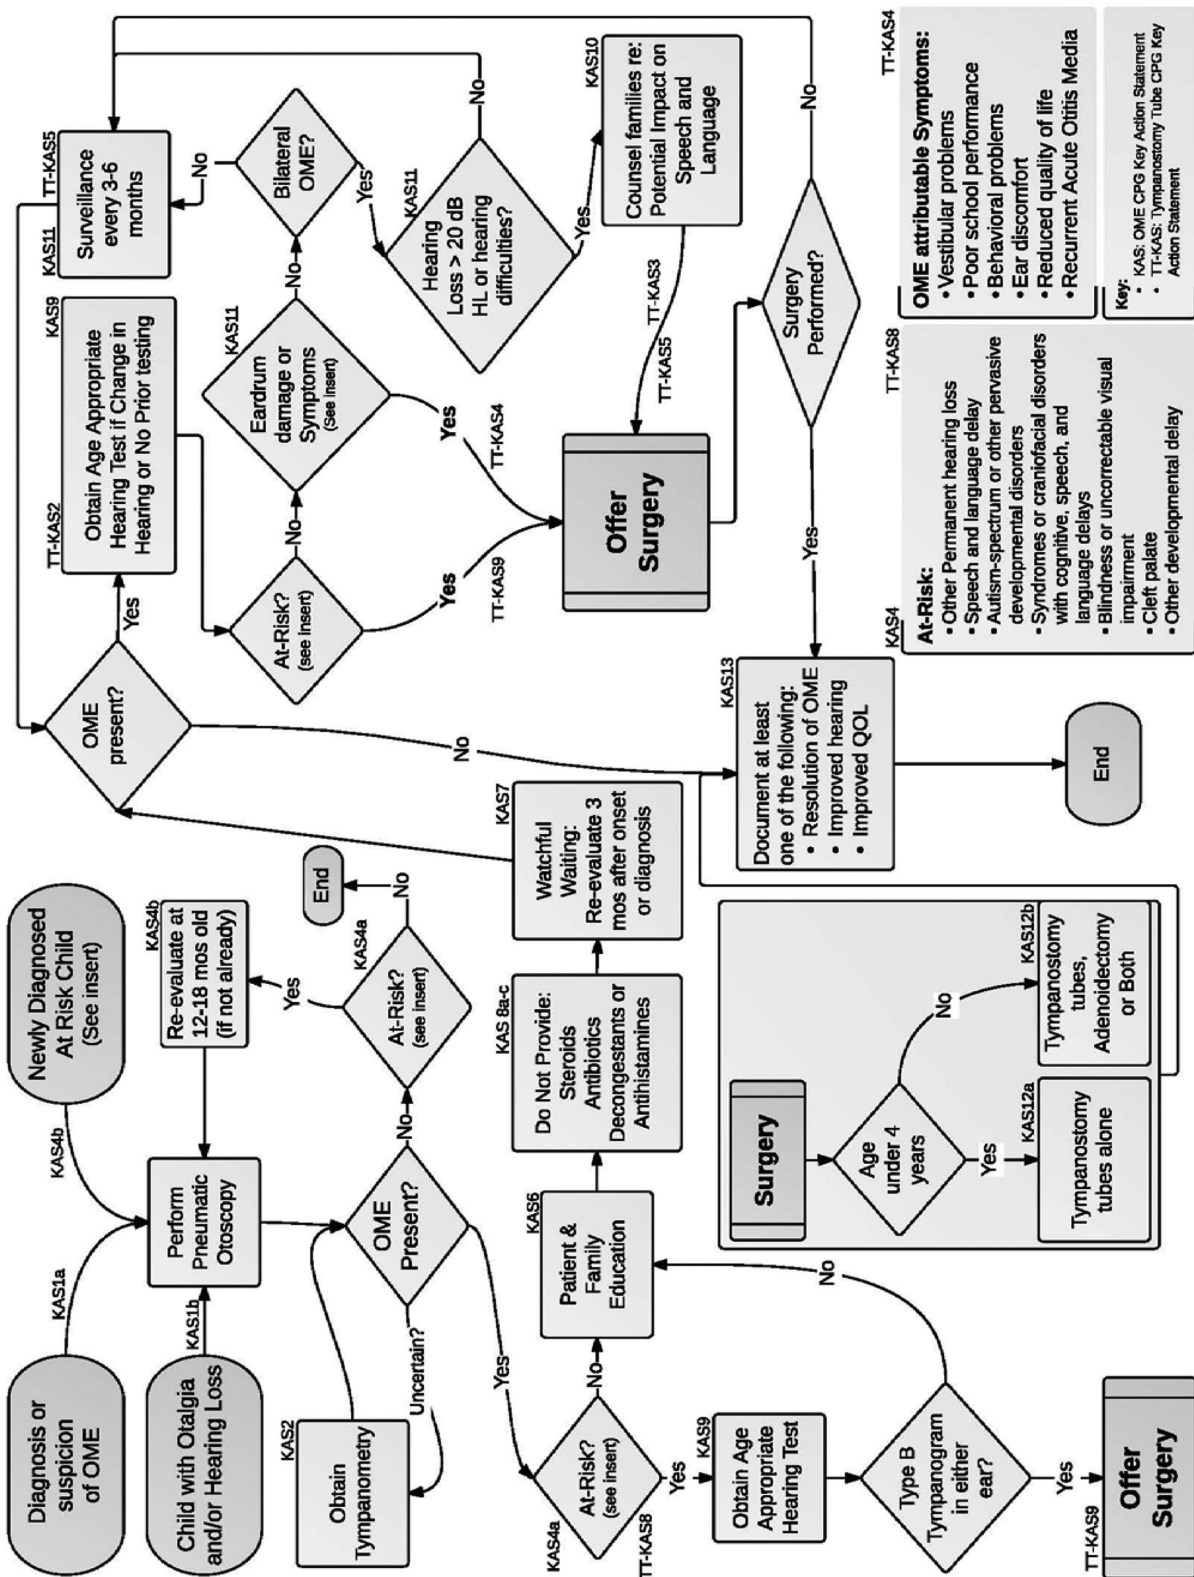 Diagnosis or
suspicion
of OME
KAS1a
Newly Diagnosed
At Risk Child
(See insert)
KAS4b
Child with Otalgia
and/or Hearing Loss
KAS1b
Perform
Pneumatic
Otoscopy
KAS4b
Re-evaluate at
12-18 mos old
(if not already)
KAS2
Obtain
Tympanometry
Uncertain?
OME
Present?
No
KAS4a
At-Risk?
(see insert)
Yes
No
End
Yes
KAS4a
TT-KAS8
At-Risk?
(see insert)
No
Yes
KAS6
Patient &
Family
Education
KAS 8a-c
Do Not Provide:
Steroids
Antibiotics
Decongestants or
Antihistamines
KAS7
Watchful
Waiting:
Re-evaluate 3
mos after onset
or diagnosis
KAS9
Obtain Age
Appropriate
Hearing Test
Type B
Tympanogram
in either
ear?
No
Yes
TT-KAS9
Offer
Surgery
Surgery
Age
under 4
years
Yes
No
KAS12a
Tympanostomy
tubes alone
KAS12b
Tympanostomy
tubes,
Adenoidectomy
or Both
OME
present?
Yes
No
TT-KAS2
KAS9
Obtain Age Appropriate
Hearing Test if Change in
Hearing or No Prior testing
KAS11
TT-KAS5
Surveillance
every 3-6
months
At-Risk?
(see insert)
No
Yes
TT-KAS9
KAS11
Eardrum
damage or
Symptoms
(See insert)
No
Yes
TT-KAS4
Bilateral
OME?
No
Yes
KAS11
Hearing
Loss > 20 dB
HL or hearing
difficulties?
No
Yes
KAS10
Counsel families re:
Potential Impact on
Speech and
Language
TT-KAS5
TT-KAS3
Offer
Surgery
Surgery
Performed?
No
Yes
KAS13
Document at least
one of the following:
• Resolution of OME
• Improved hearing
• Improved QOL
End
KAS4
TT-KAS8
At-Risk:
• Other Permanent hearing loss
• Speech and language delay
• Autism-spectrum or other pervasive
developmental disorders
• Syndromes or craniofacial disorders
with cognitive, speech, and
language delays
• Blindness or uncorrectable visual
impairment
• Cleft palate
• Other developmental delay
TT-KAS4
OME attributable Symptoms:
• Vestibular problems
• Poor school performance
• Behavioral problems
• Ear discomfort
• Reduced quality of life
• Recurrent Acute Otitis Media
Key:
• KAS: OME CPG Key Action Statement
• TT-KAS: Tympanostomy Tube CPG Key
Action Statement